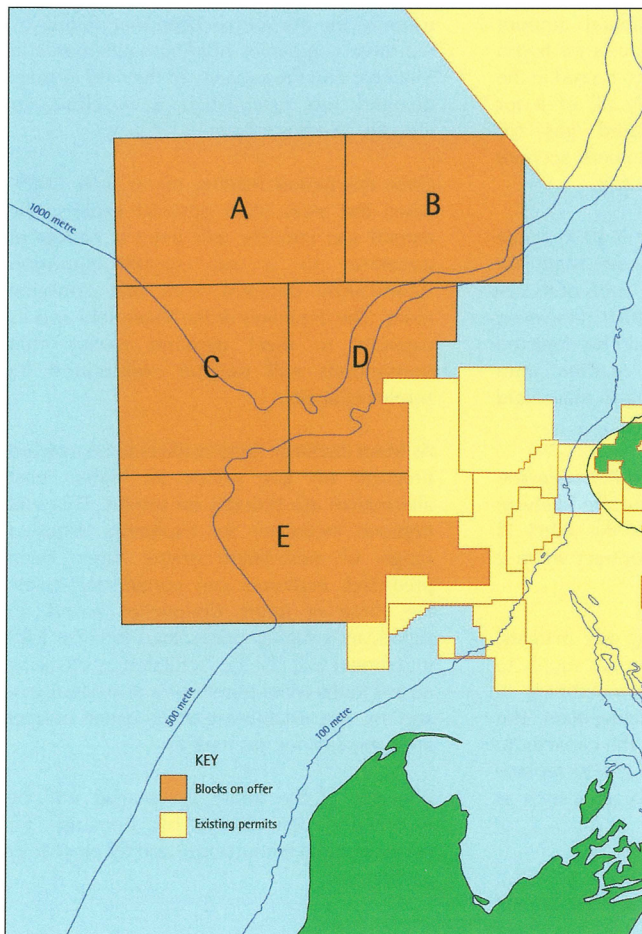 A
B
1000 metre
C
D
E
500 metre
100 metre
KEY
Blocks on offer
Existing permits